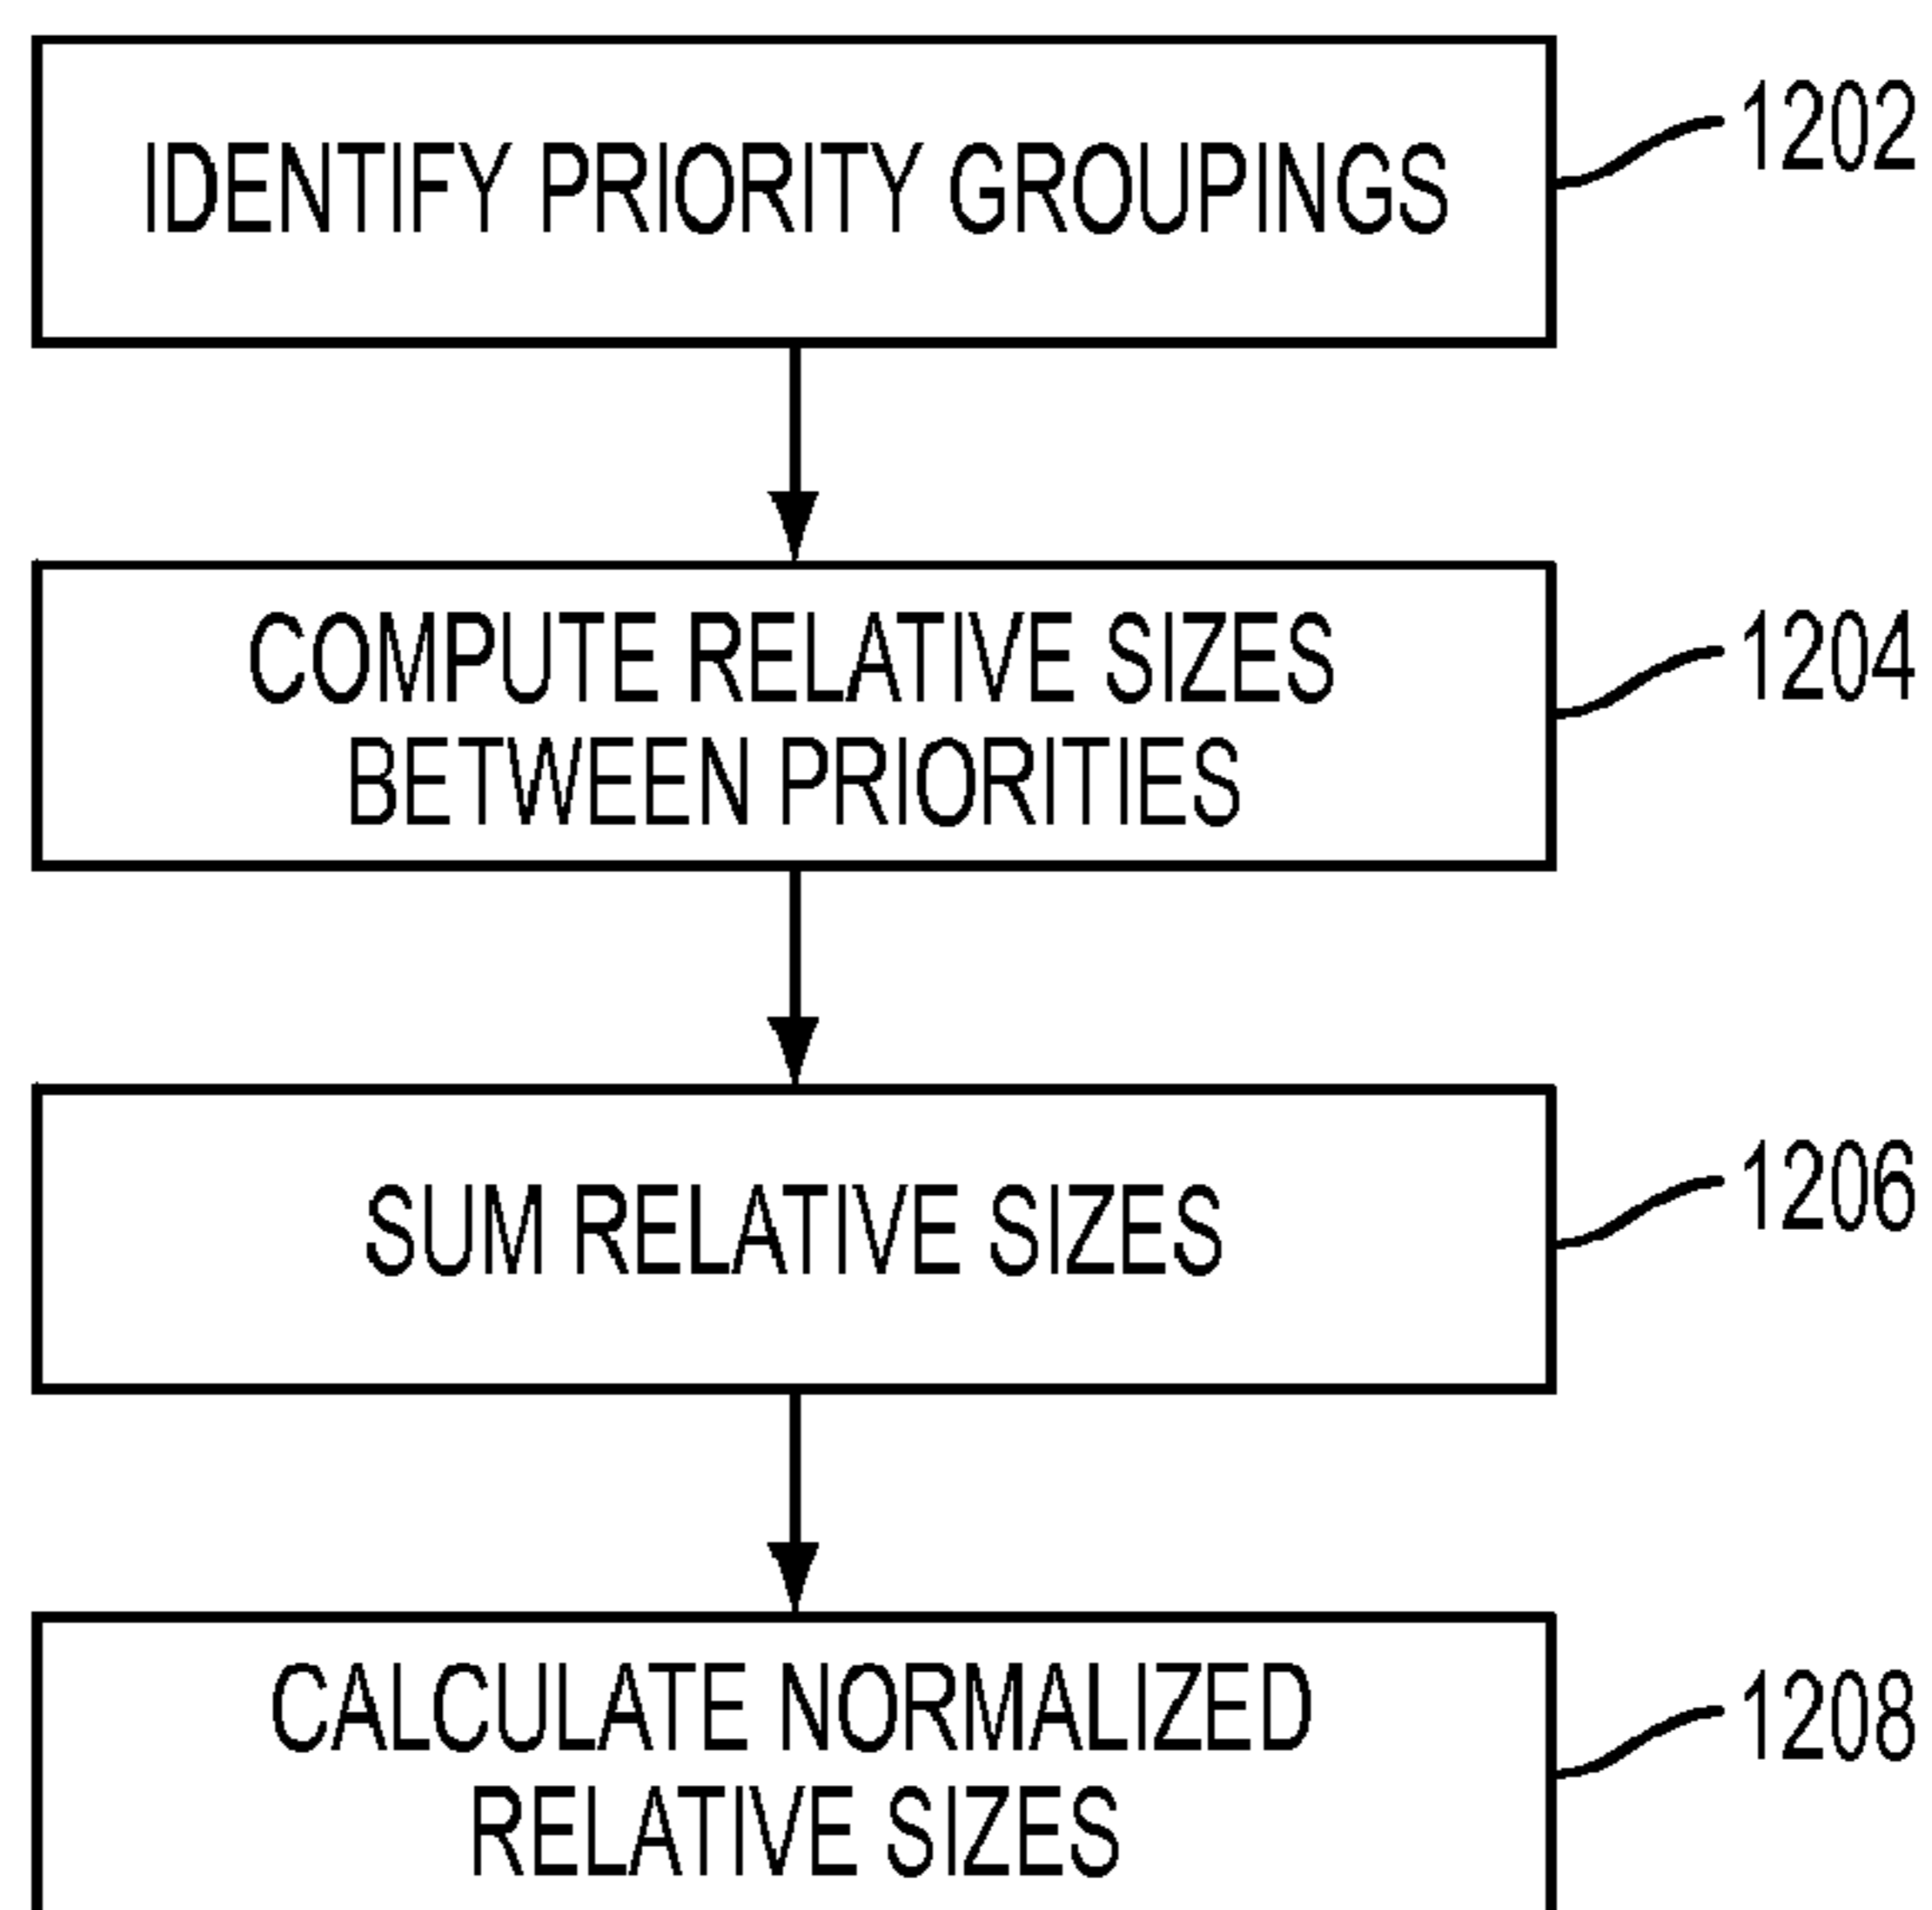 IDENTIFY PRIORITY GROUPINGS
1202
COMPUTE RELATIVE SIZES
BETWEEN PRIORITIES
1204
SUM RELATIVE SIZES
1206
CALCULATE NORMALIZED
RELATIVE SIZES
1208